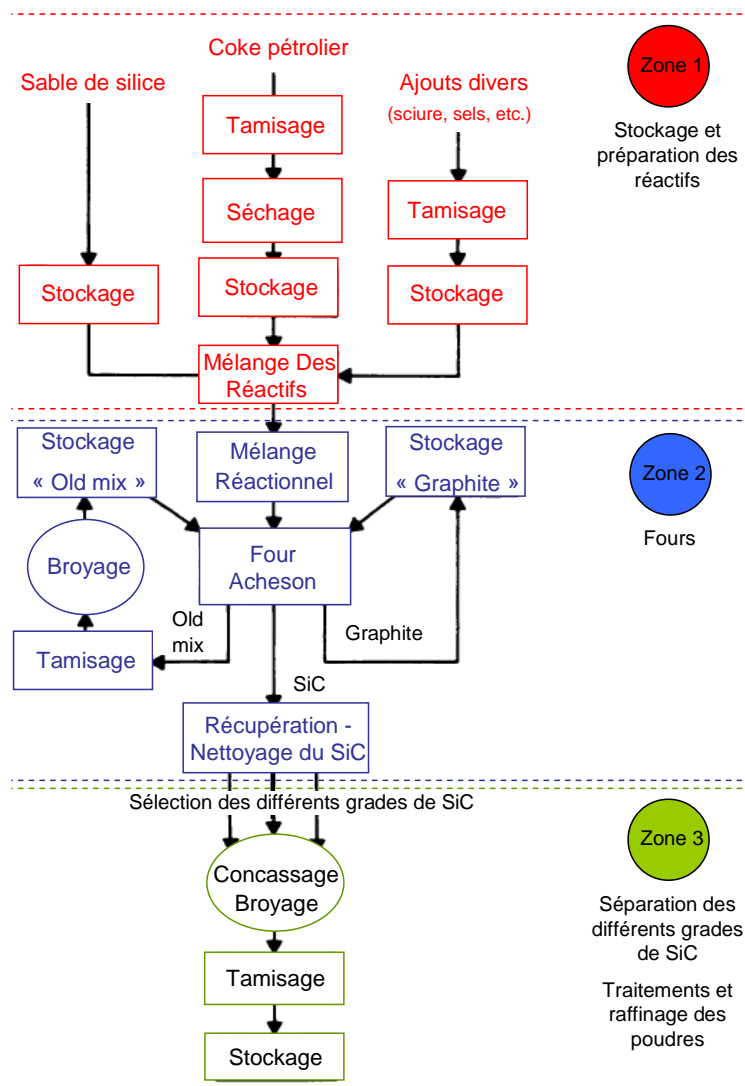 Coke pétrolier
Sable de silice
Ajouts divers
(sciure, sels, etc.)
Zone 1
Stockage et
préparation des
réactifs
Tamisage
Séchage
Tamisage
Stockage
Stockage
Stockage
Mélange Des
Réactifs
Stockage
« Old mix »
Mélange
Réactionnel
Stockage
« Graphite »
Zone 2
Fours
Broyage
Four
Acheson
Old
mix
Graphite
Tamisage
SiC
Récupération -
Nettoyage du SiC
Sélection des différents grades de SiC
Zone 3
Séparation des
différents grades
de SiC
Traitements et
raffinage des
poudres
Concassage
Broyage
Tamisage
Stockage